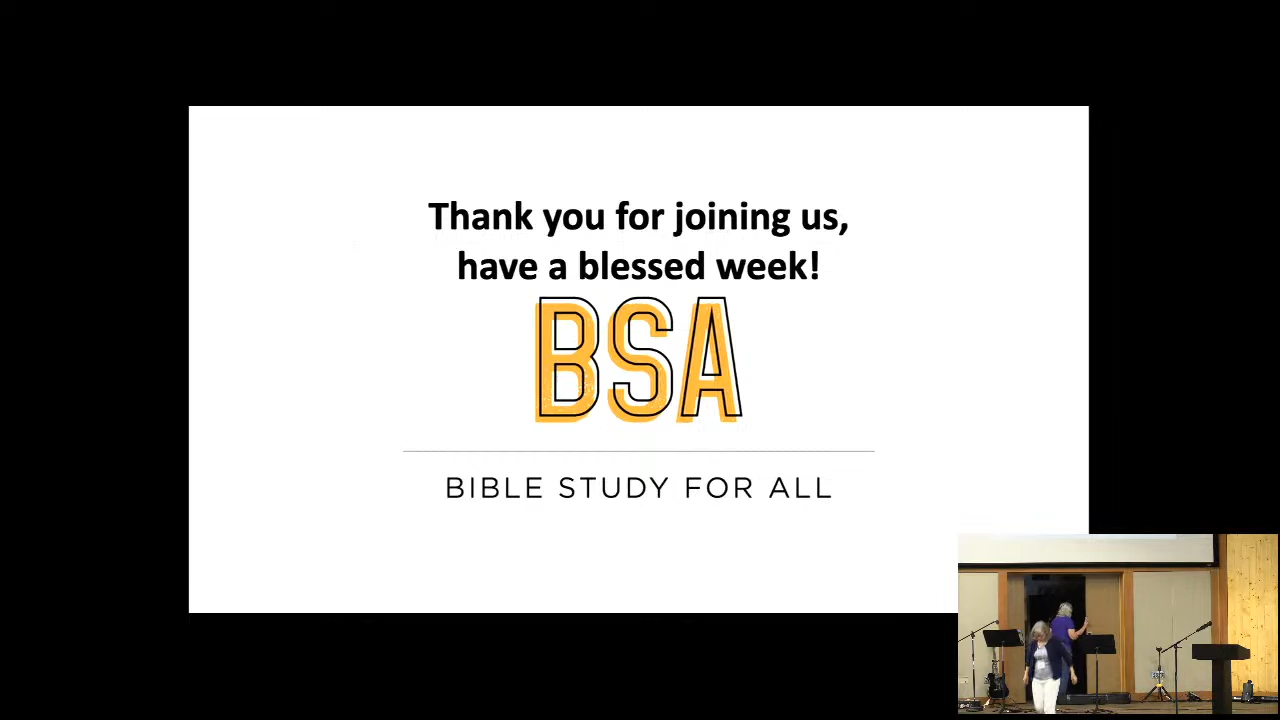 Thank you for joining us,
have a blessed week!
BSA
BIBLE STUDY FOR ALL